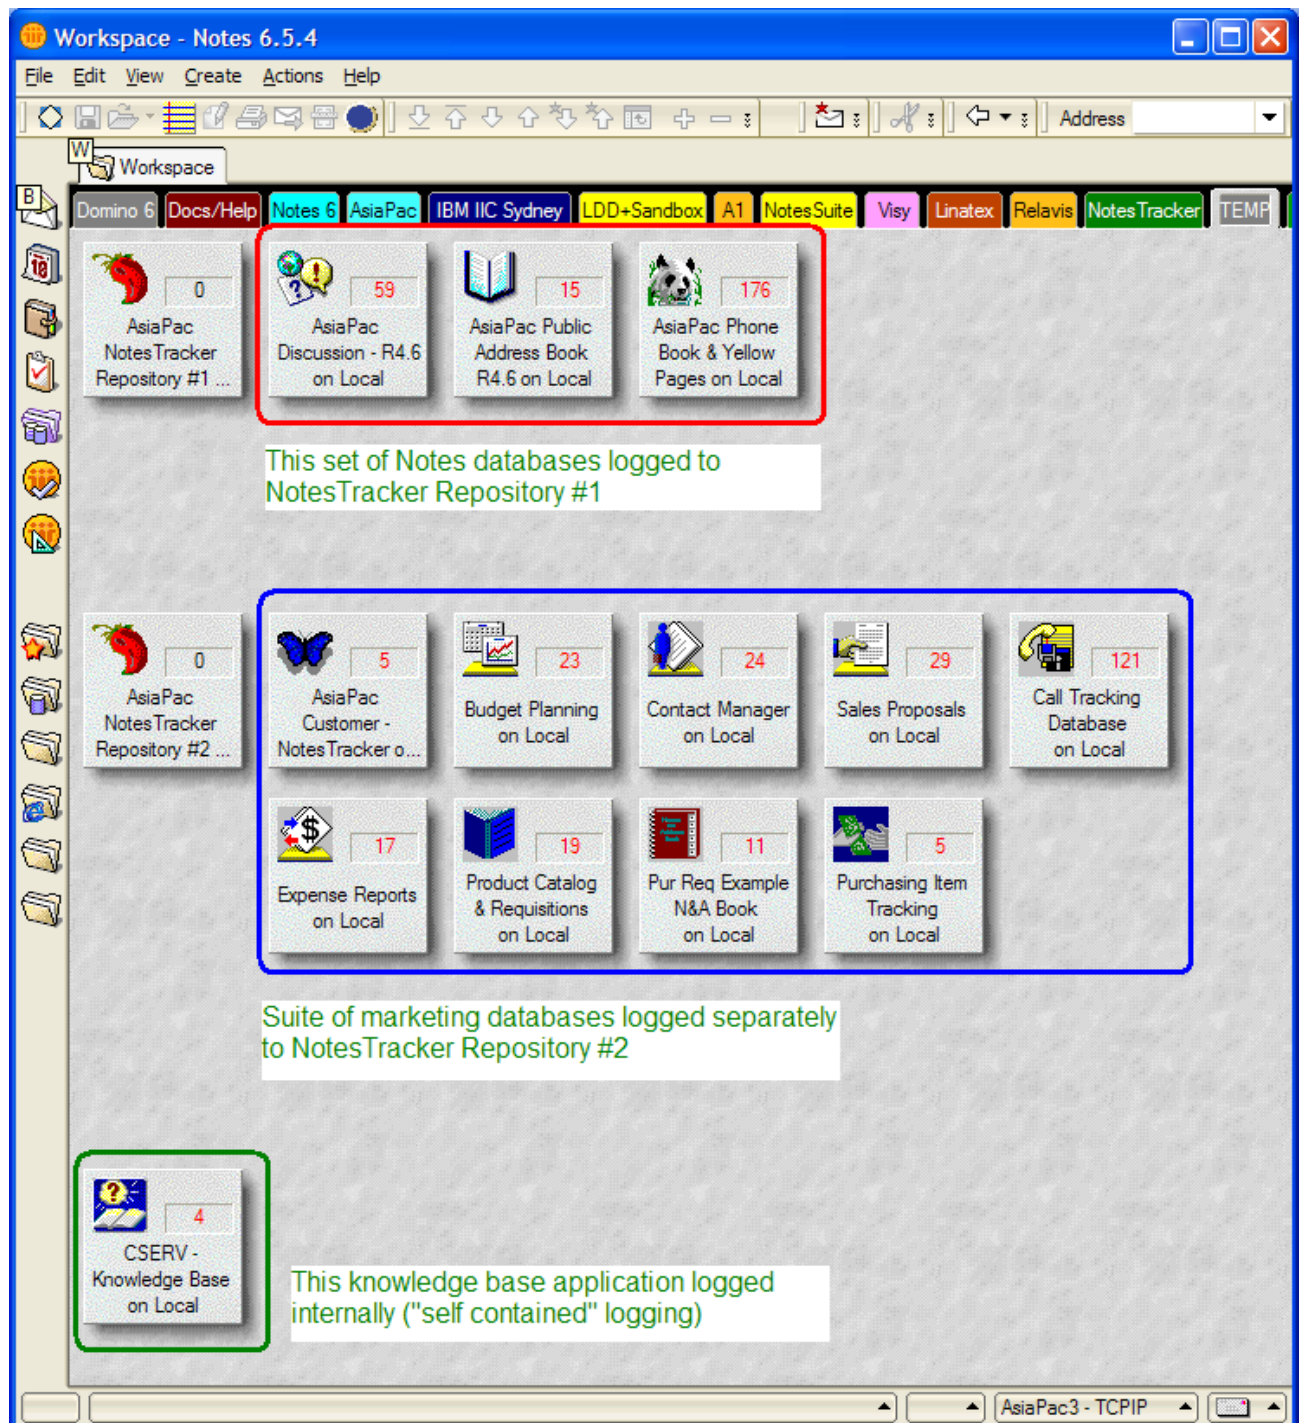 Workspace - Notes 6.5.4
File Edit View Create Actions Help
Address
W
Workspace
B
Domino 6 Docs/Help Notes 6 AsiaPac IBM IIC Sydney LDD+Sandbox A1 NotesSuite Visy Linatex Relavis NotesTracker TEMP
0
AsiaPac
NotesTracker
Repository #1 ...
59
AsiaPac
Discussion - R4.6
on Local
15
AsiaPac Public
Address Book
R4.6 on Local
176
AsiaPac Phone
Book & Yellow
Pages on Local
This set of Notes databases logged to
NotesTracker Repository #1
0
AsiaPac
NotesTracker
Repository #2 ...
5
AsiaPac
Customer -
NotesTracker o...
23
Budget Planning
on Local
24
Contact Manager
on Local
29
Sales Proposals
on Local
121
Call Tracking
Database
on Local
17
Expense Reports
on Local
19
Product Catalog
& Requisitions
on Local
11
Pur Req Example
N&A Book
on Local
5
Purchasing Item
Tracking
on Local
Suite of marketing databases logged separately
to NotesTracker Repository #2
4
CSERV -
Knowledge Base
on Local
This knowledge base application logged
internally ("self contained" logging)
AsiaPac3 - TCPIP